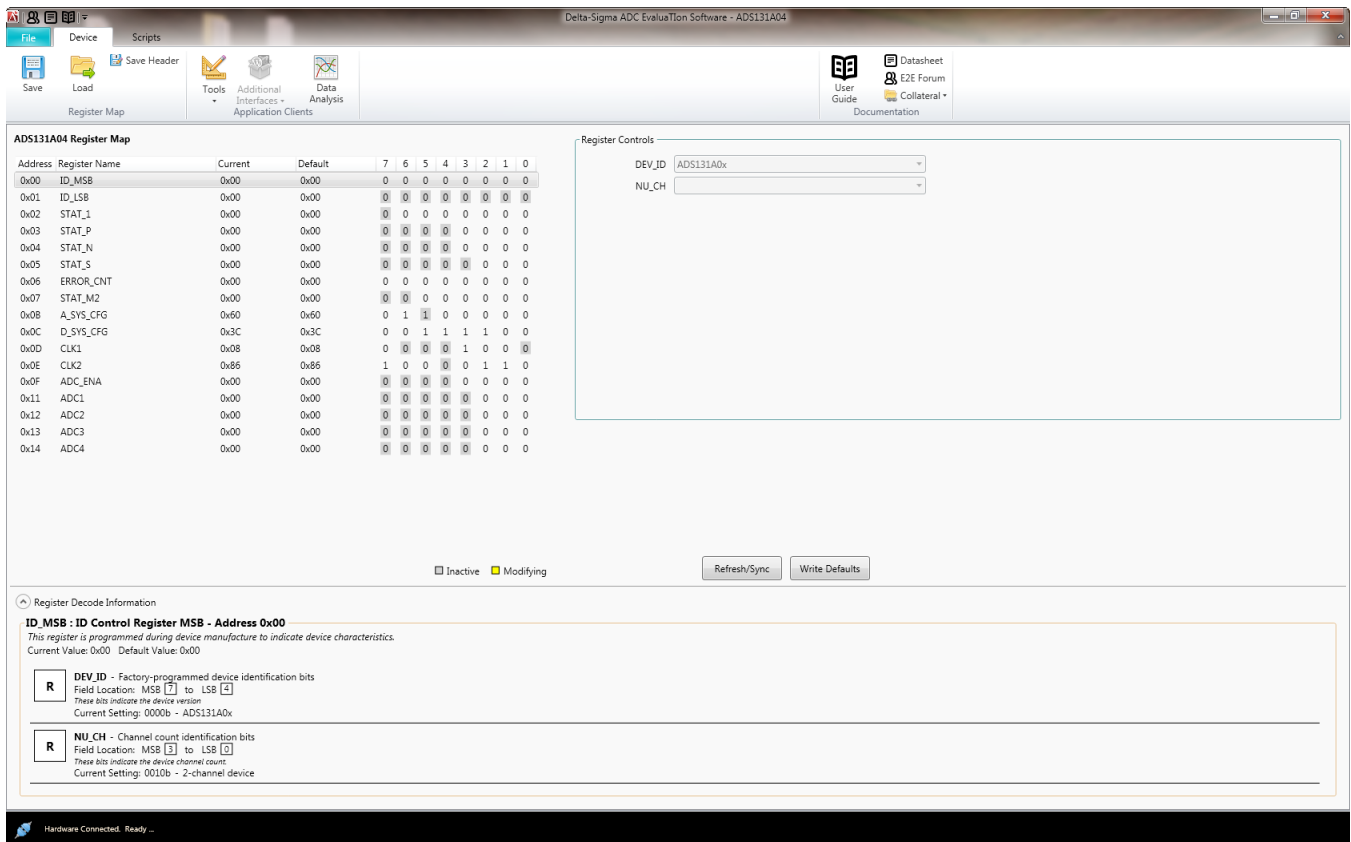 Delta-Sigma ADC EvaluaTIon Software - ADS131A04
File Device Scripts
Save Load Save Header Tools Additional Interfaces Data Analysis User Guide Datasheet
E2E Forum
Collateral
Register Map Application Clients Documentation
ADS131A04 Register Map
Register Controls
DEV_ID ADS131A0x
NU_CH
Address Register Name Current Default 7 6 5 4 3 2 1 0
0x00 ID_MSB 0x00 0x00 0 0 0 0 0 0 0 0
0x01 ID_LSB 0x00 0x00 0 0 0 0 0 0 0 0
0x02 STAT_1 0x00 0x00 0 0 0 0 0 0 0 0
0x03 STAT_P 0x00 0x00 0 0 0 0 0 0 0 0
0x04 STAT_N 0x00 0x00 0 0 0 0 0 0 0 0
0x05 STAT_S 0x00 0x00 0 0 0 0 0 0 0 0
0x06 ERROR_CNT 0x00 0x00 0 0 0 0 0 0 0 0
0x07 STAT_M2 0x00 0x00 0 0 0 0 0 0 0 0
0x0B A_SYS_CFG 0x60 0x60 0 1 1 0 0 0 0 0
0x0C D_SYS_CFG 0x3C 0x3C 0 0 1 1 1 1 0 0
0x0D CLK1 0x08 0x08 0 0 0 0 1 0 0 0
0x0E CLK2 0x86 0x86 1 0 0 0 0 1 1 0
0x0F ADC_ENA 0x00 0x00 0 0 0 0 0 0 0 0
0x11 ADC1 0x00 0x00 0 0 0 0 0 0 0 0
0x12 ADC2 0x00 0x00 0 0 0 0 0 0 0 0
0x13 ADC3 0x00 0x00 0 0 0 0 0 0 0 0
0x14 ADC4 0x00 0x00 0 0 0 0 0 0 0 0
Inactive Modifying Refresh/Sync Write Defaults
Register Decode Information
ID_MSB : ID Control Register MSB - Address 0x00
This register is programmed during device manufacture to indicate device characteristics.
Current Value: 0x00 Default Value: 0x00
R
DEV_ID - Factory-programmed device identification bits
Field Location: MSB 7 to LSB 4
These bits indicate the device version
Current Setting: 0000b - ADS131A0x
R
NU_CH - Channel count identification bits
Field Location: MSB 3 to LSB 0
These bits indicate the device channel count.
Current Setting: 0010b - 2-channel device
Hardware Connected. Ready ...